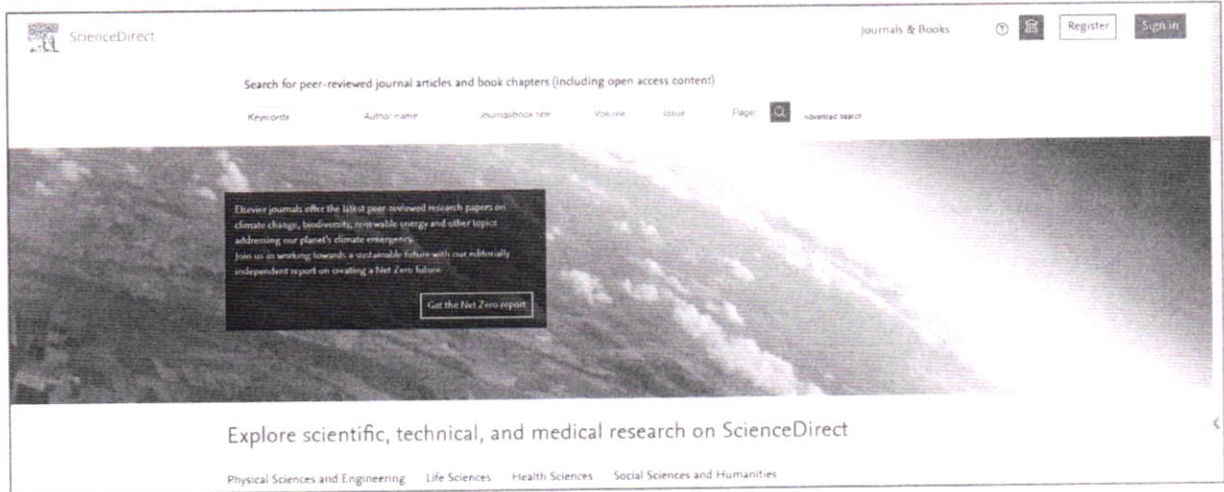 ScienceDirect
Journals & Books
Register
Sign in
Search for peer-reviewed journal articles and book chapters (including open access content)
Keywords Author name Journal/book title Volume Issue Page Advanced search
Elsevier journals offer the latest peer-reviewed research papers on
climate change, biodiversity, renewable energy and other topics
addressing our planet's climate emergency.
Join us in working towards a sustainable future with our editorially
independent report on creating a Net Zero future.
Get the Net Zero report
Explore scientific, technical, and medical research on ScienceDirect
Physical Sciences and Engineering Life Sciences Health Sciences Social Sciences and Humanities